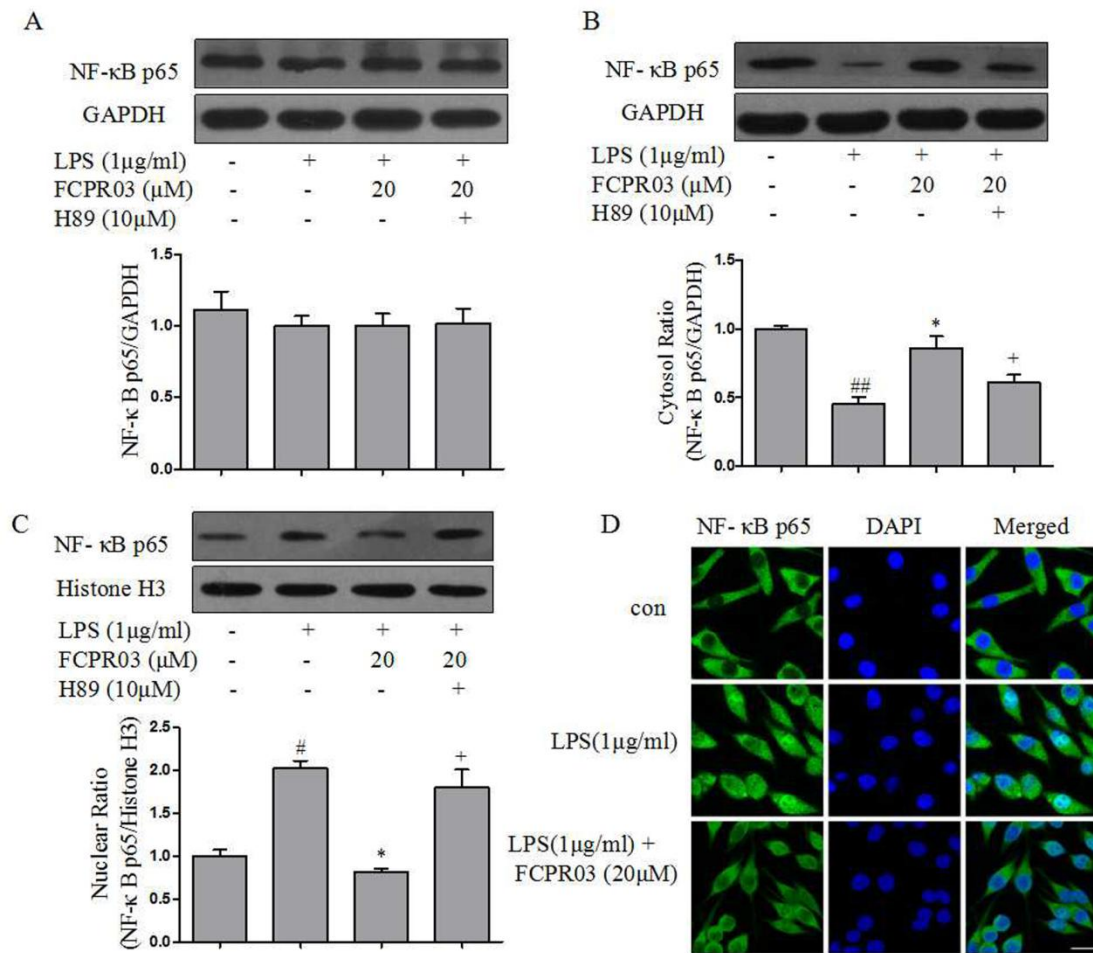 A
NF-κB p65
GAPDH
LPS (1μg/ml) - + + +
FCPR03 (μM) - - 20 20
H89 (10μM) - - - +
NF-κ B p65/GAPDH
1.5
1.0
0.5
0.0
B
NF- κB p65
GAPDH
LPS (1μg/ml) - + + +
FCPR03 (μM) - - 20 20
H89 (10μM) - - - +
Cytosol Ratio
(NF-κ B p65/GAPDH)
1.5
1.0
0.5
0.0
##
*
+
C
NF- κB p65
Histone H3
LPS (1μg/ml) - + + +
FCPR03 (μM) - - 20 20
H89 (10μM) - - - +
Nuclear Ratio
(NF-κ B p65/Histone H3)
2.5
2.0
1.5
1.0
0.5
0.0
#
*
+
D
NF- κB p65 DAPI Merged
con
LPS(1μg/ml)
LPS(1μg/ml) +
FCPR03 (20μM)